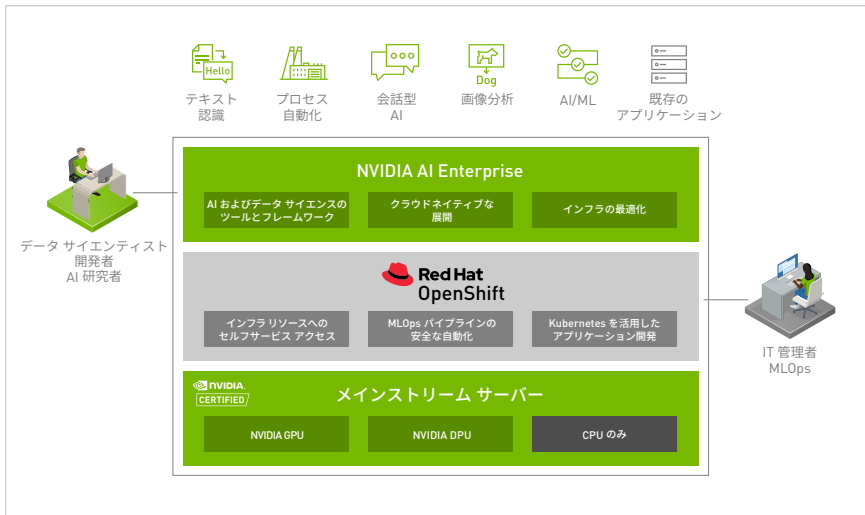 Hello
テキスト
認識
プロセス
自動化
会話型
AI
Dog
画像分析
AI/ML
既存の
アプリケーション
NVIDIA AI Enterprise
AI およびデータ サイエンスの
ツールとフレームワーク
クラウドネイティブな
展開
インフラの最適化
データ サイエンティスト
開発者
AI 研究者
Red Hat
OpenShift
インフラ リソースへの
セルフサービス アクセス
MLOps パイプラインの
安全な自動化
Kubernetes を活用した
アプリケーション開発
IT 管理者
MLOps
NVIDIA.
CERTIFIED
メインストリーム サーバー
NVIDIA GPU
NVIDIA DPU
CPU のみ